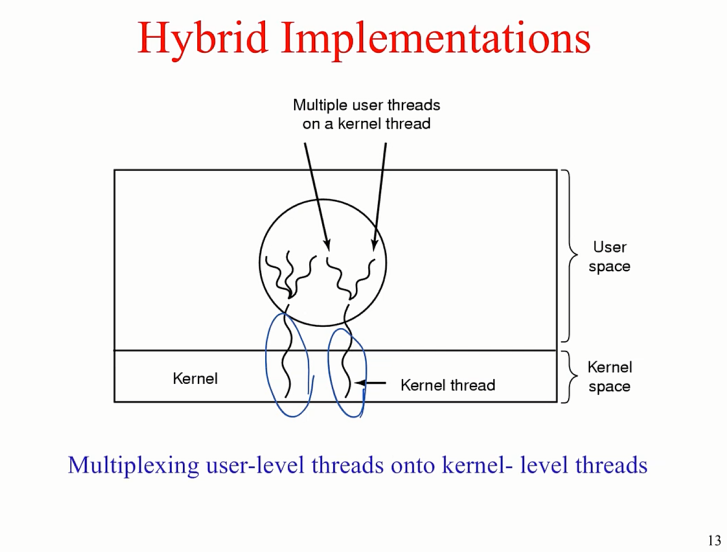 Hybrid Implementations
Multiple user threads
on a kernel thread
User
space
Kernel
Kernel thread
Kernel
space
Multiplexing user-level threads onto kernel- level threads
13